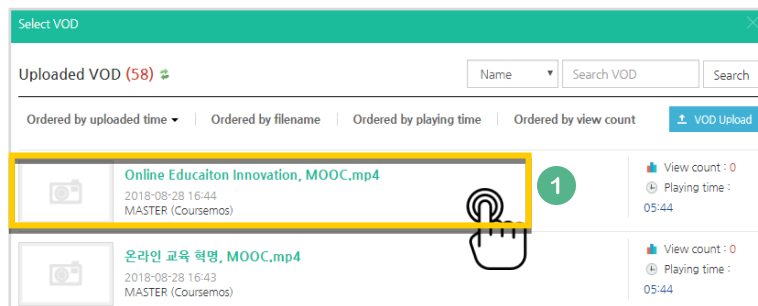 Select VOD
Uploaded VOD (58)
Name
Search VOD
Search
Ordered by uploaded time
Ordered by filename
Ordered by playing time
Ordered by view count
VOD Upload
Online Educaiton Innovation, MOOC.mp4
2018-08-28 16:44
MASTER (Coursemos)
1
View count : 0
Playing time :
05:44
온라인 교육 혁명, MOOC.mp4
2018-08-28 16:43
MASTER (Coursemos)
View count : 0
Playing time :
05:44